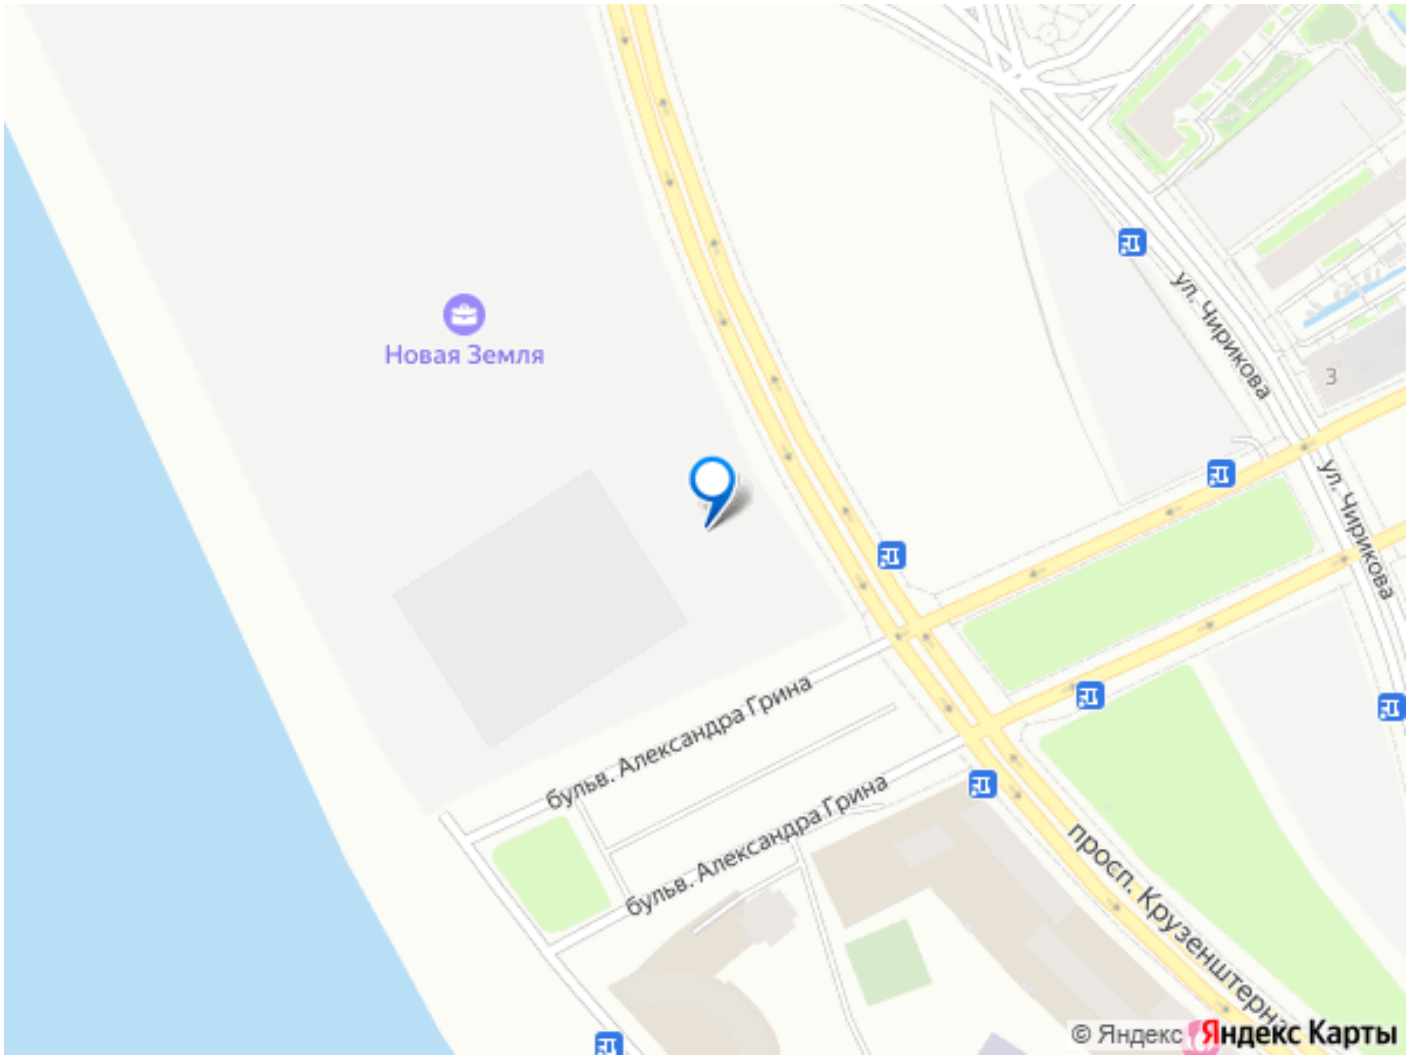 ул. Чирикова
Новая Земля
3
ул. Чирикова
бульв. Александра Грина
бульв. Александра Грина
просп. Крузенштерна
© Яндекс Яндекс Карты